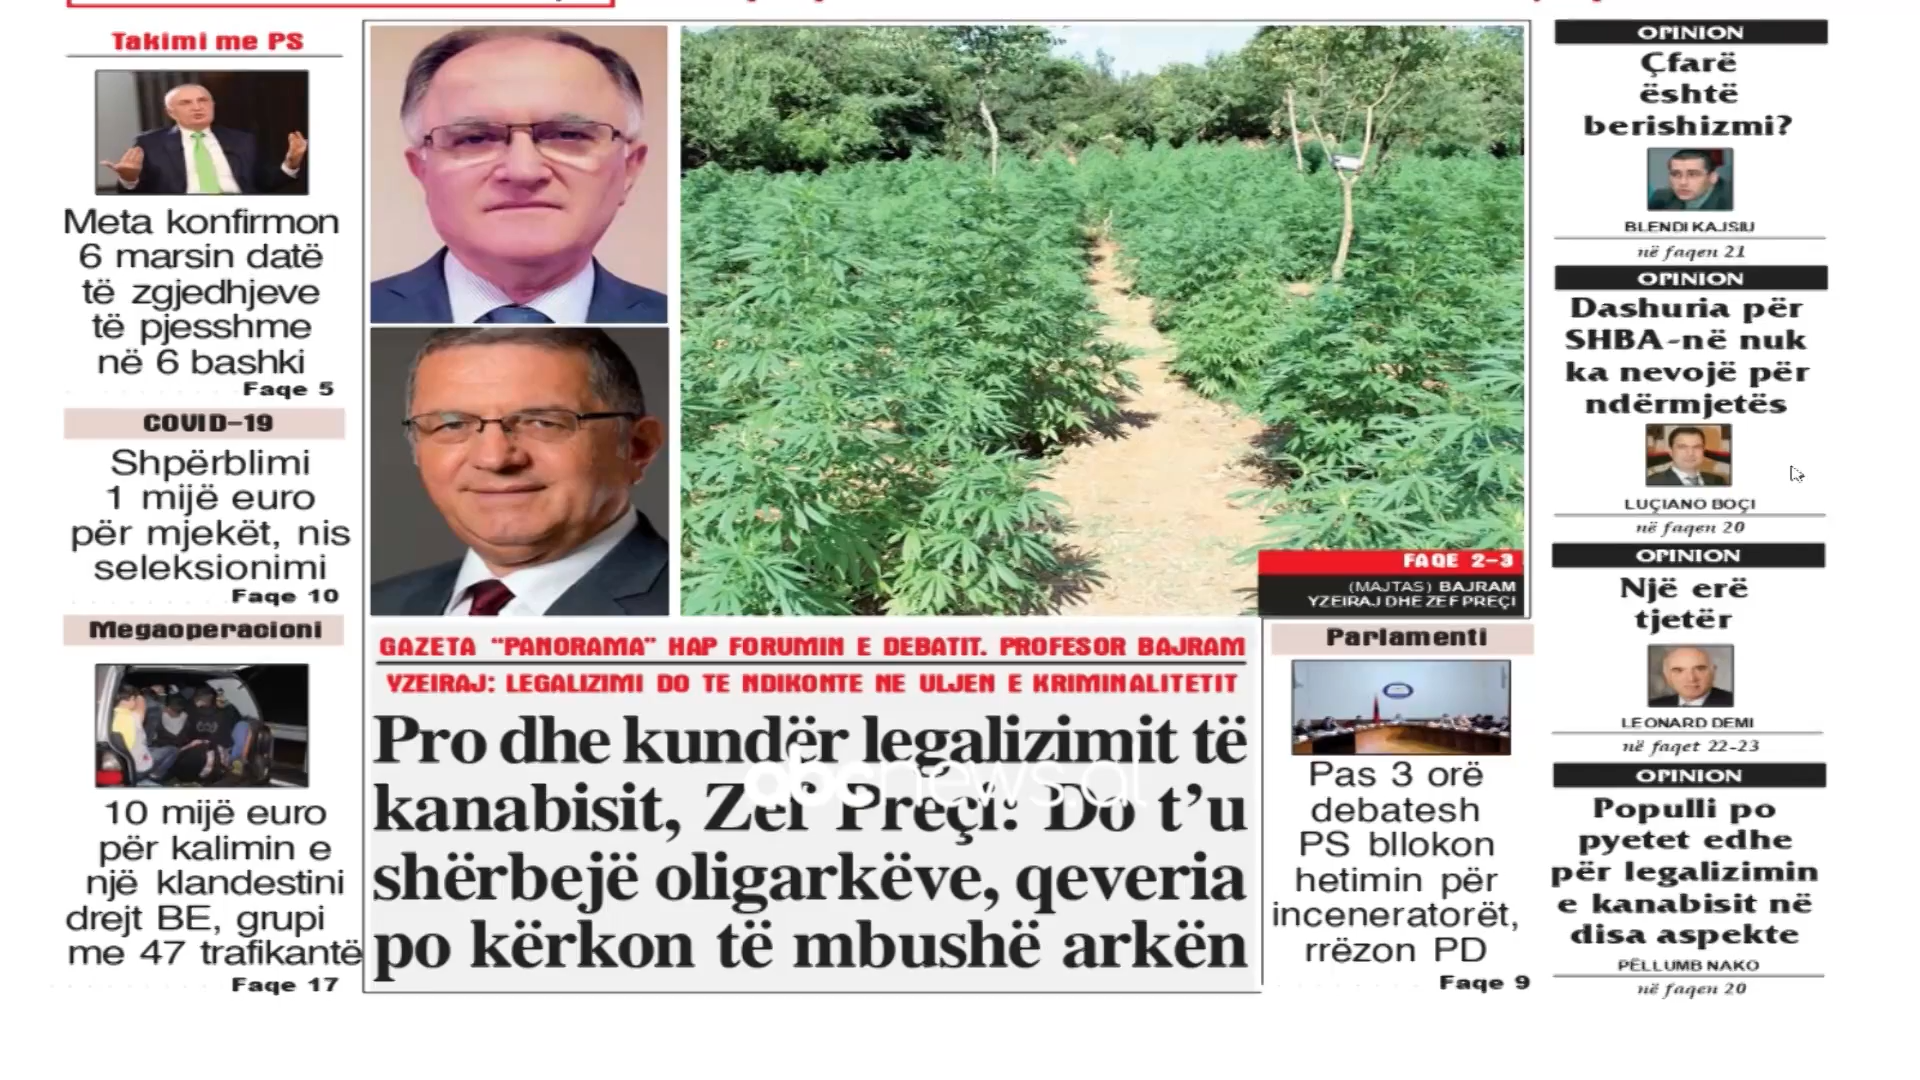 Takimi me PS
Meta konfirmon
6 marsin datë
të zgjedhjeve
të pjesshme
në 6 bashki
Faqe 5
COVID-19
Shpërblimi
1 mijë euro
për mjekët, nis
seleksionimi
Faqe 10
Megaoperacioni
10 mijë euro
për kalimin e
një klandestini
drejt BE, grupi
me 47 trafikantë
Faqe 17
FAQE 2-3
(MAJTAS) BAJRAM
YZEIRAJ DHE ZEF PREÇI
GAZETA "PANORAMA" HAP FORUMIN E DEBATIT. PROFESOR BAJRAM
YZEIRAJ: LEGALIZIMI DO TE NDIKONTE NE ULJEN E KRIMINALITETIT
Pro dhe kundër legalizimit të
kanabisit, Zef Preçi: Do t'u
shërbejë oligarkëve, qeveria
po kërkon të mbushë arkën
abcnews.al
Parlamenti
Pas 3 orë
debatesh
PS bllokon
hetimin për
inceneratorët,
rrëzon PD
Faqe 9
OPINION
Çfarë
është
berishizmi?
BLENDI KAJSIU
në faqen 21
OPINION
Dashuria për
SHBA-në nuk
ka nevojë për
ndërmjetës
LUÇIANO BOÇI
në faqen 20
OPINION
Një erë
tjetër
LEONARD DEMI
në faqet 22-23
OPINION
Populli po
pyetet edhe
për legalizimin
e kanabisit në
disa aspekte
PËLLUMB NAKO
në faqen 20